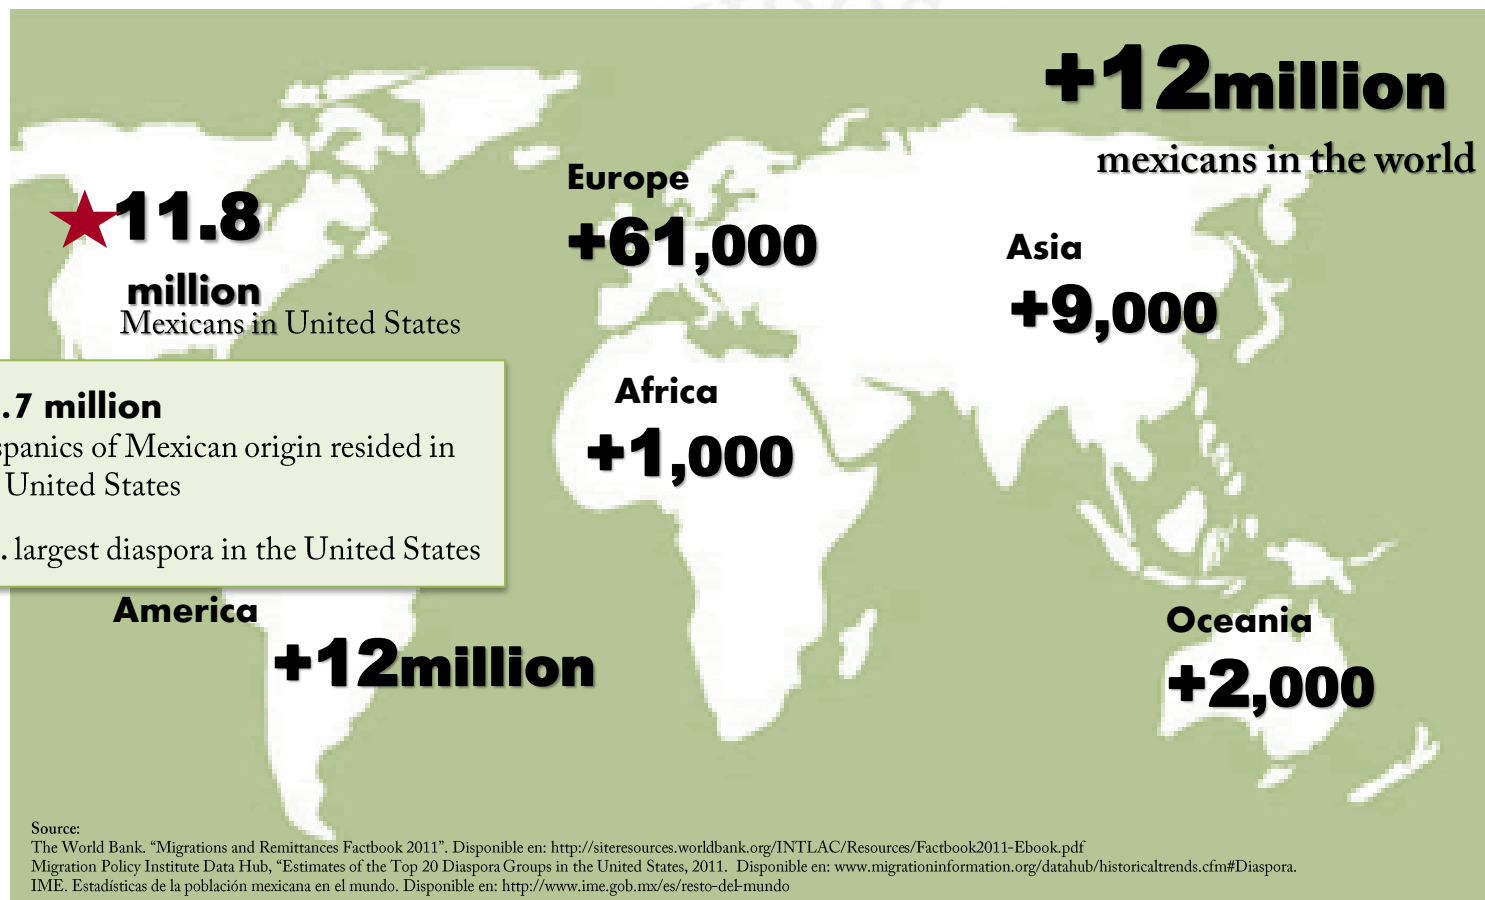 +12million
mexicans in the world
Europe
+61,000
11.8
million
Mexicans in United States
Asia
+9,000
Africa
+1,000
.7 million
spanics of Mexican origin resided in
United States
. largest diaspora in the United States
America
+12million
Oceania
+2,000
Source:
The World Bank. “Migrations and Remittances Factbook 2011”. Disponible en: http://siteresources.worldbank.org/INTLAC/Resources/Factbook2011-Ebook.pdf
Migration Policy Institute Data Hub, “Estimates of the Top 20 Diaspora Groups in the United States, 2011. Disponible en: www.migrationinformation.org/datahub/historicaltrends.cfm#Diaspora.
IME. Estadísticas de la población mexicana en el mundo. Disponible en: http://www.ime.gob.mx/es/resto-del-mundo